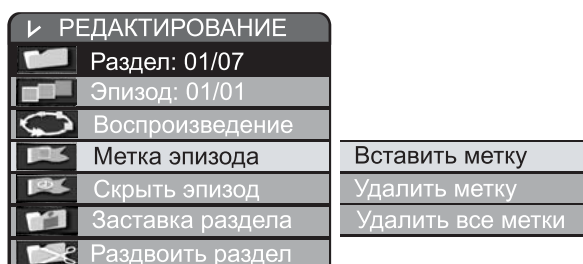 РЕДАКТИРОВАНИЕ
Раздел: 01/07
Эпизод: 01/01
Воспроизведение
Метка эпизода
Скрыть эпизод
Заставка раздела
Раздвоить раздел
Вставить метку
Удалить метку
Удалить все метки